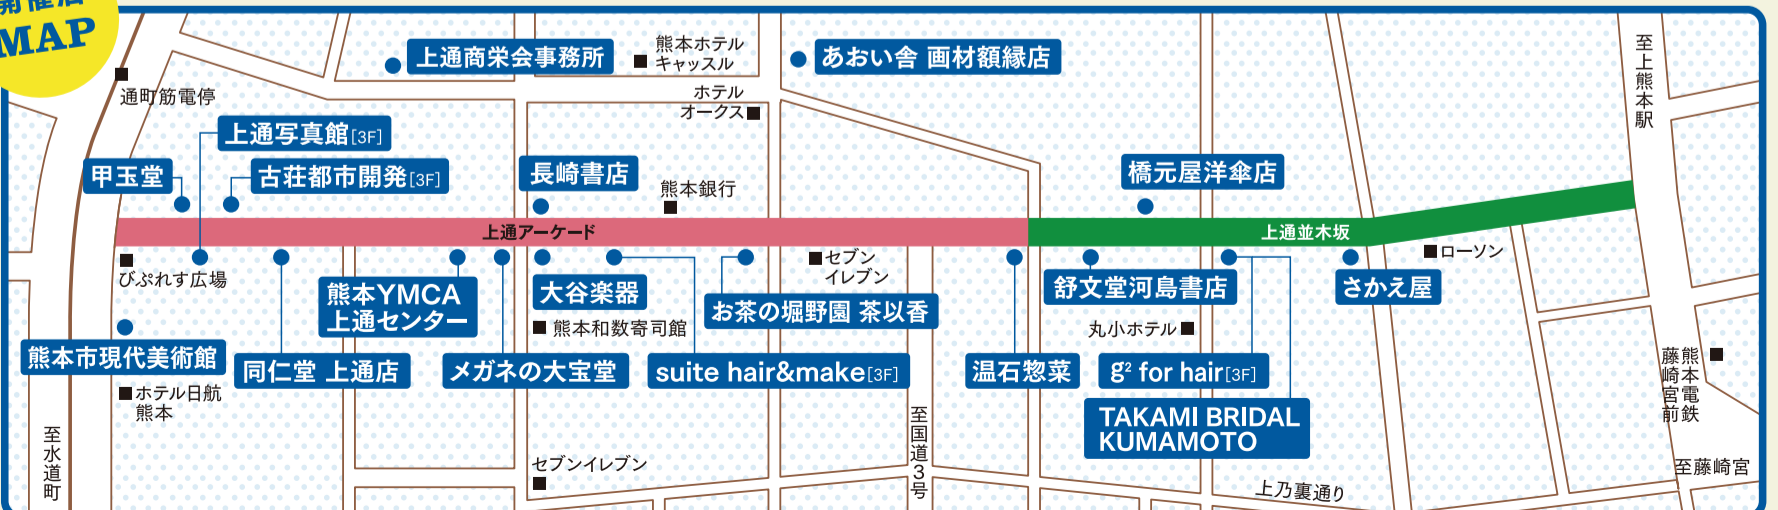 開催店
MAP
上通商栄会事務所
熊本ホテル
キャッスル
あおい舎 画材額縁店
至上熊本駅
通町筋電停
ホテル
オークス
上通写真館[3F]
甲玉堂
古荘都市開発[3F]
長崎書店
熊本銀行
橋元屋洋傘店
上通アーケード
上通並木坂
びぷれす広場
熊本YMCA
上通センター
大谷楽器
セブン
イレブン
お茶の堀野園 茶以香
舒文堂河島書店
さかえ屋
ローソン
熊本和数寄司館
丸小ホテル
熊本市現代美術館
同仁堂 上通店
メガネの大宝堂
suite hair&make[3F]
温石惣菜
g² for hair[3F]
熊本電鉄
藤崎宮前
ホテル日航
熊本
TAKAMI BRIDAL
KUMAMOTO
至水道町
至国道3号
セブンイレブン
上乃裏通り
至藤崎宮